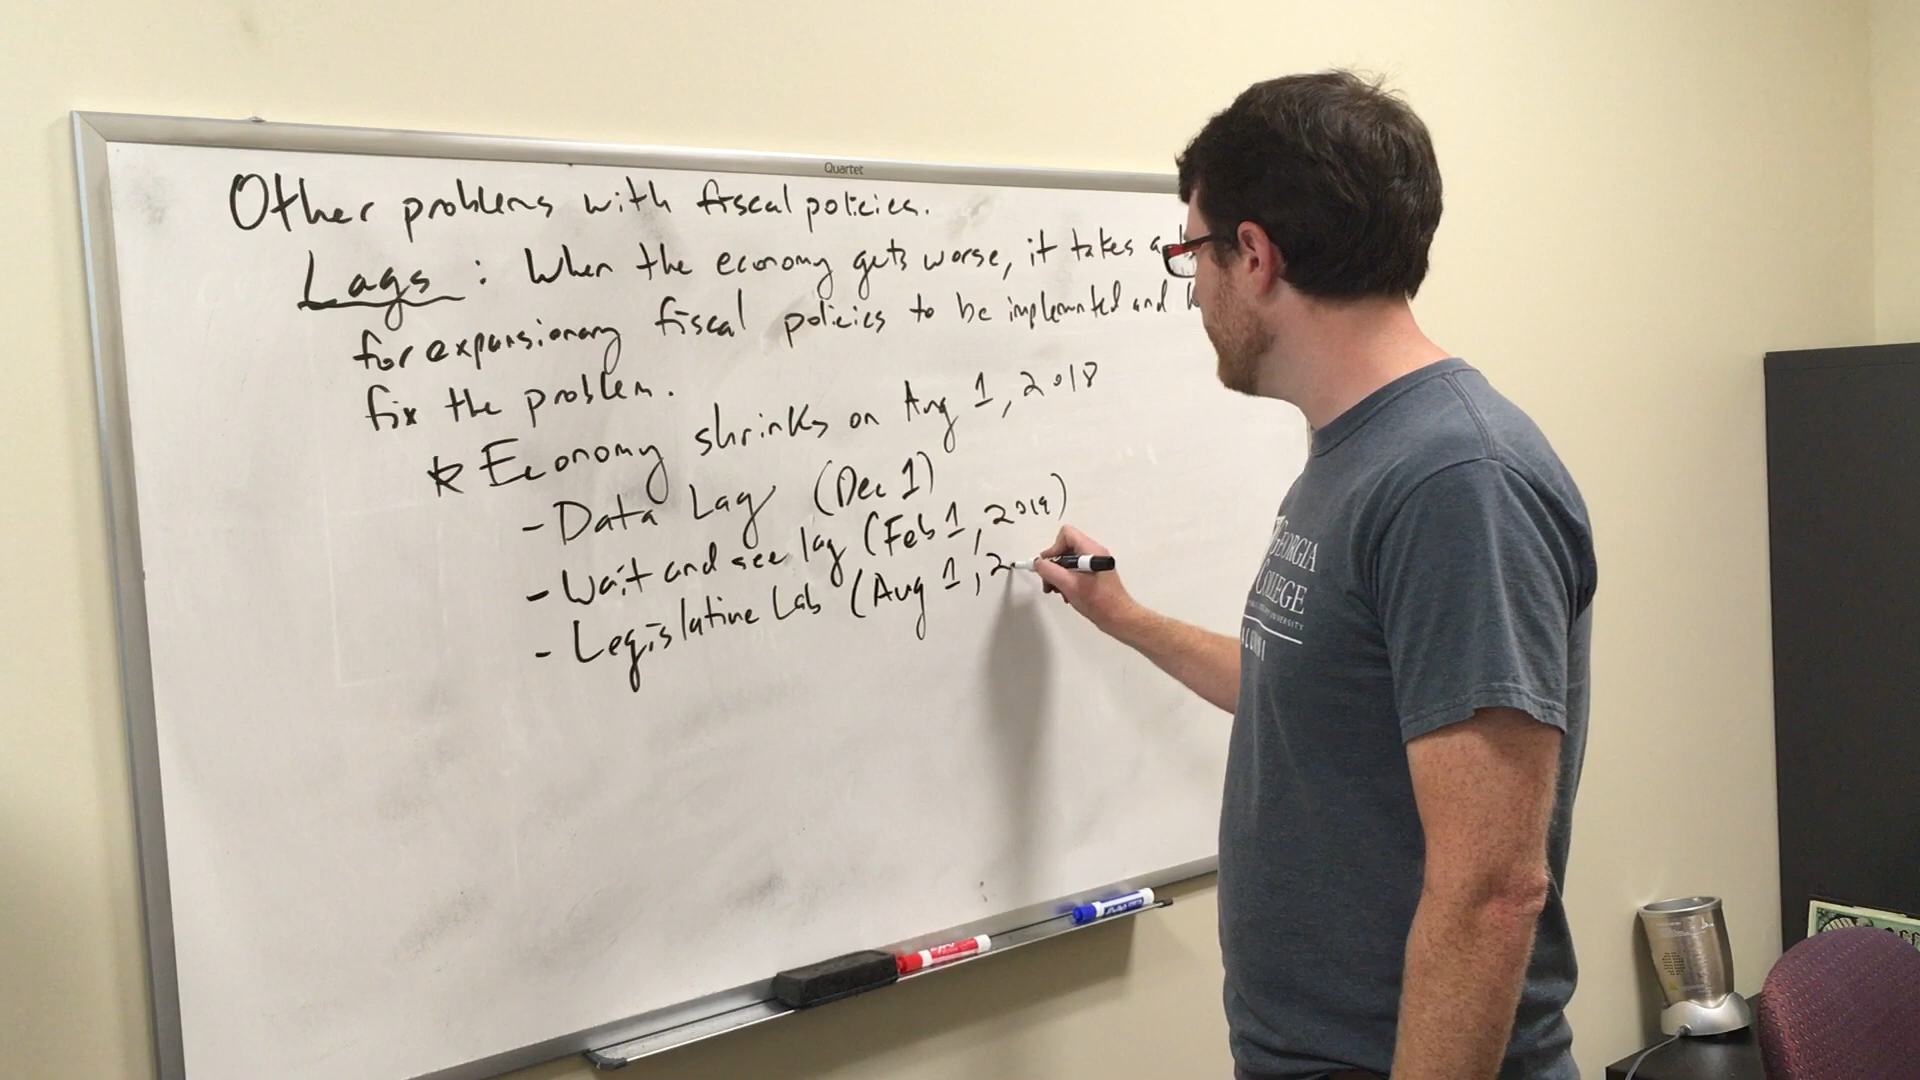 Quartet
Other problems with fiscal policies.
Lags: When the economy gets worse, it takes
for expansionary fiscal policies to be implemented and
fix the problem.
* Economy shrinks on Aug 1, 2018
- Data Lag (Dec 1)
- Wait and see lag (Feb 1, 2019)
- Legislative Lab (Aug 1, 2
GEORGIA
COLLEGE
ALUMNI